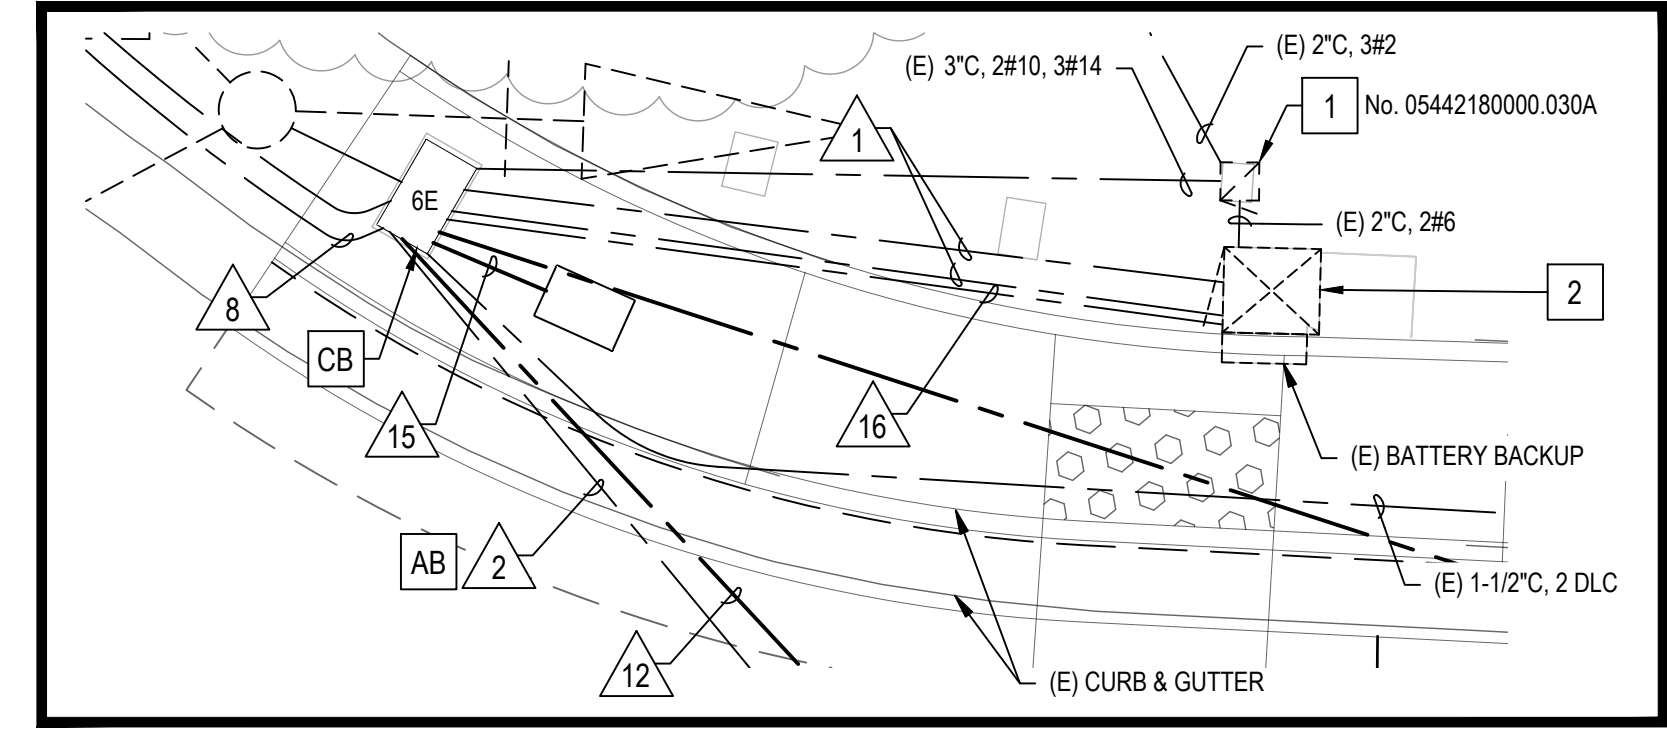 (E) 2"C, 3#2
(E) 3"C, 2#10, 3#14
1 No. 05442180000.030A
1
6E
(E) 2"C, 2#6
2
8
CB
15
16
(E) BATTERY BACKUP
AB
2
(E) 1-1/2"C, 2 DLC
12
(E) CURB & GUTTER